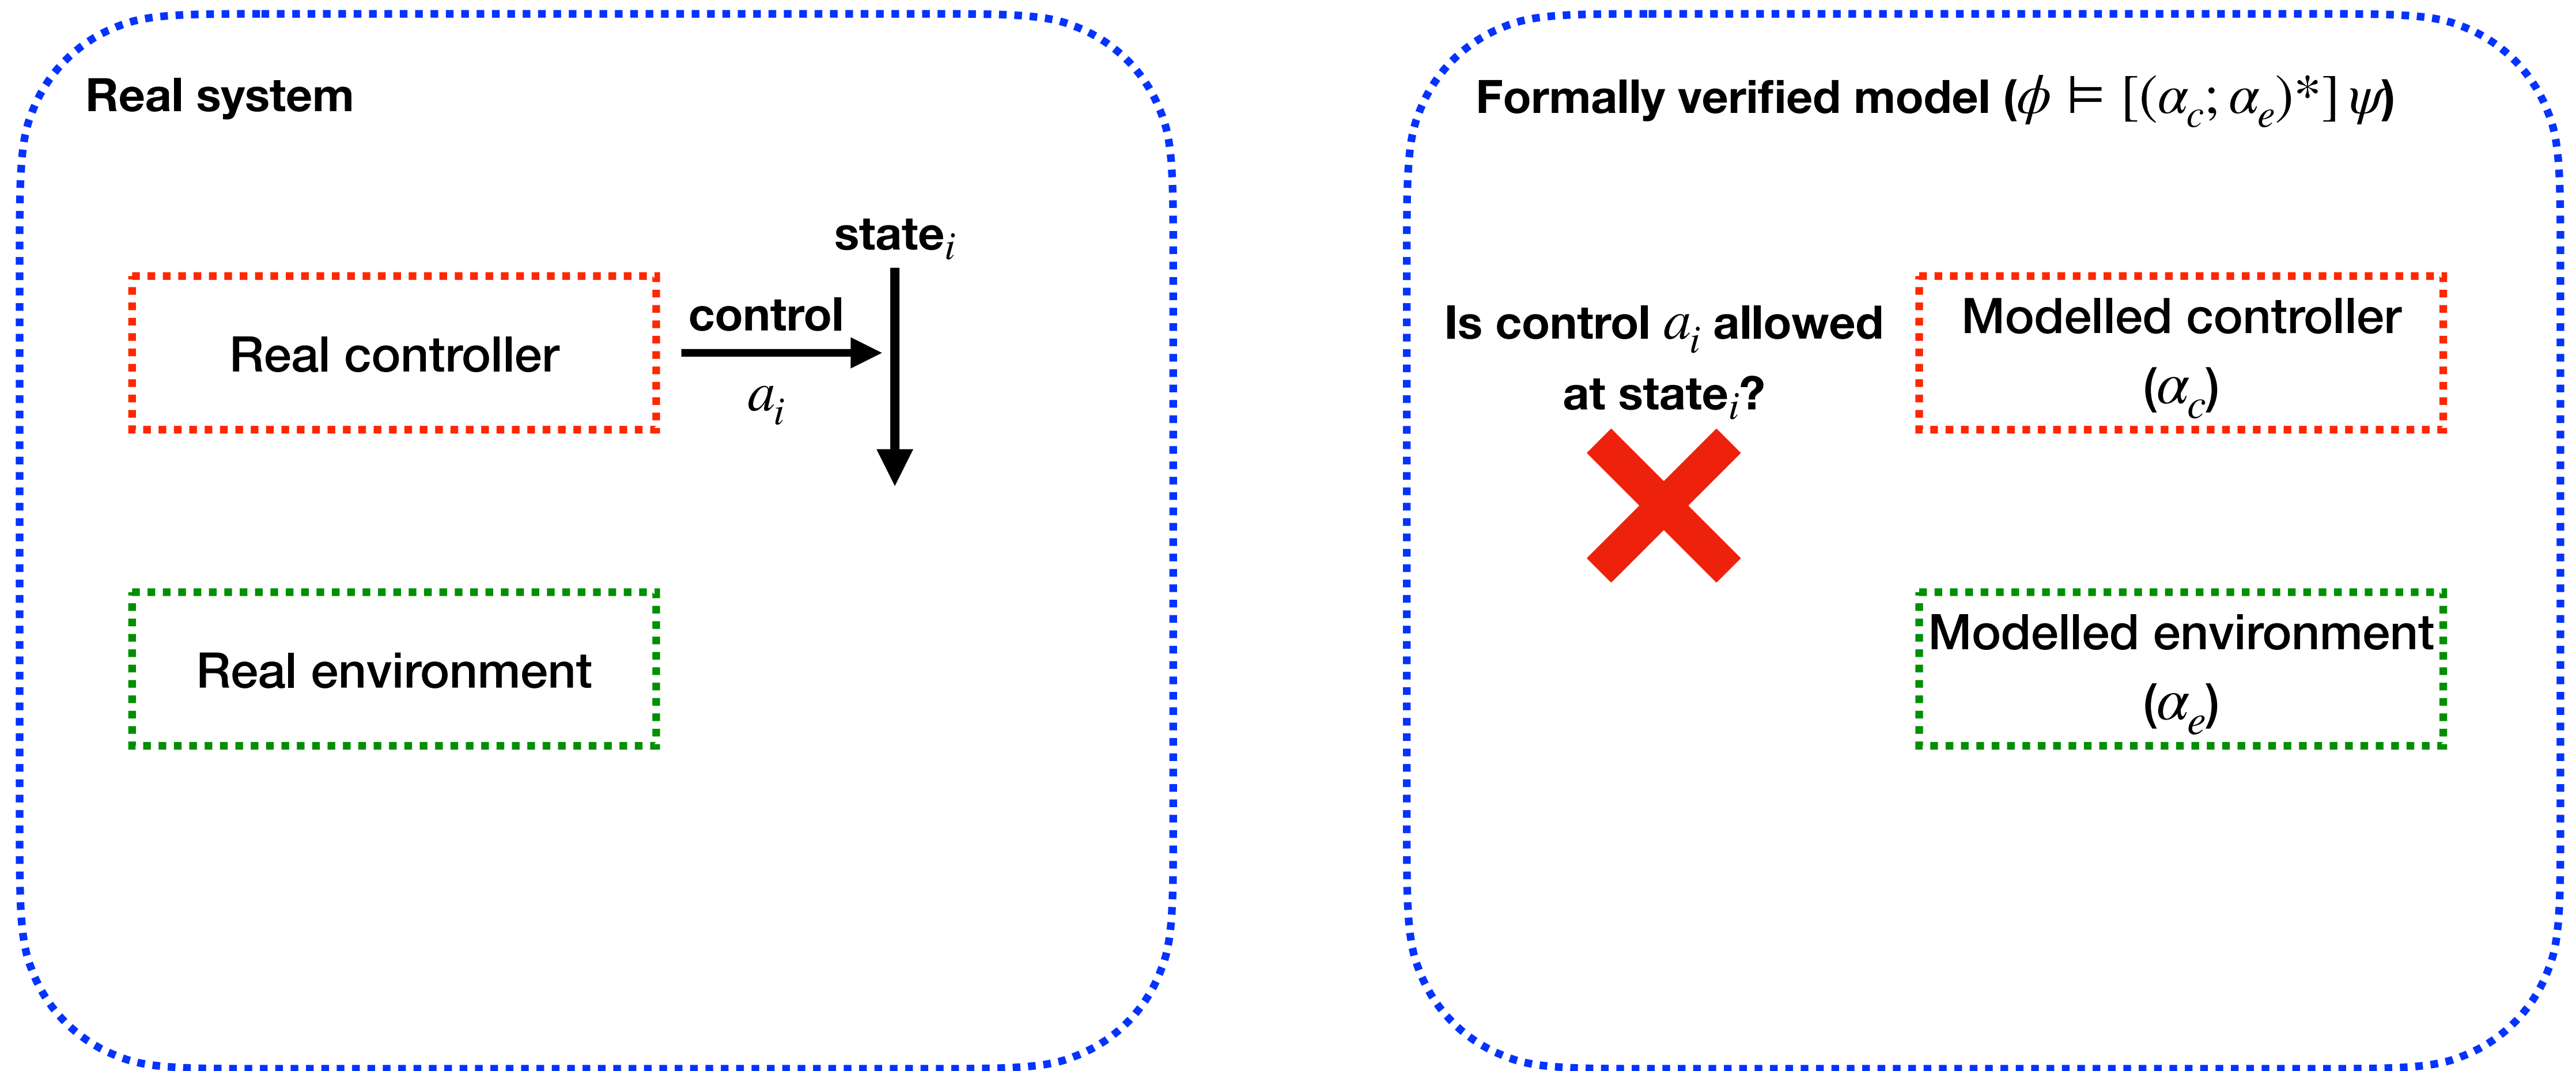 Real system
state_i
control
a_i
Real controller
Real environment
Formally verified model (ϕ ⊨ [(α_c; α_e)*] ψ)
Is control a_i allowed
at state_i?
Modelled controller
(α_c)
Modelled environment
(α_e)